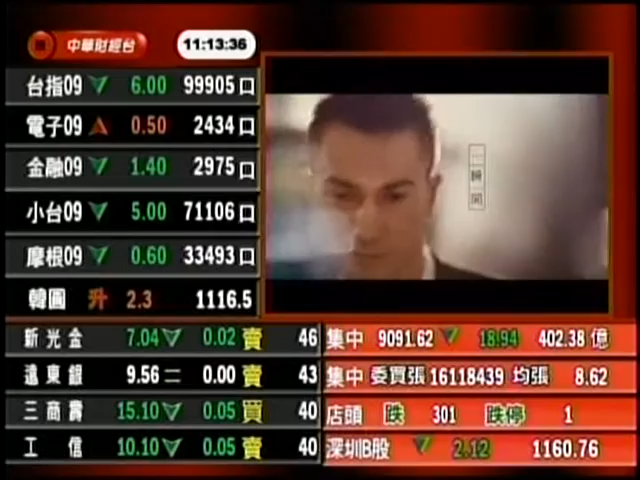 中華財經台 11:13:36
台指09 6.00 99905口
電子09 0.50 2434口
金融09 1.40 2975口
小台09 5.00 71106口
摩根09 0.60 33493口
韓圓 升 2.3 1116.5
一瞬間
新光金 7.04 0.02 賣 46
遠東銀 9.56 0.00 賣 43
三商壽 15.10 0.05 買 40
工信 10.10 0.05 賣 40
集中 9091.62 18.94 402.38億
集中 委買張 16118439 均張 8.62
店頭 跌 301 跌停 1
深圳B股 2.12 1160.76